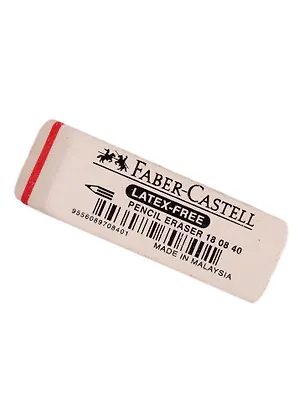 FABER-CASTELL
LATEX-FREE
PENCIL ERASER 18 08 40
9556089708401
MADE IN MALAYSIA